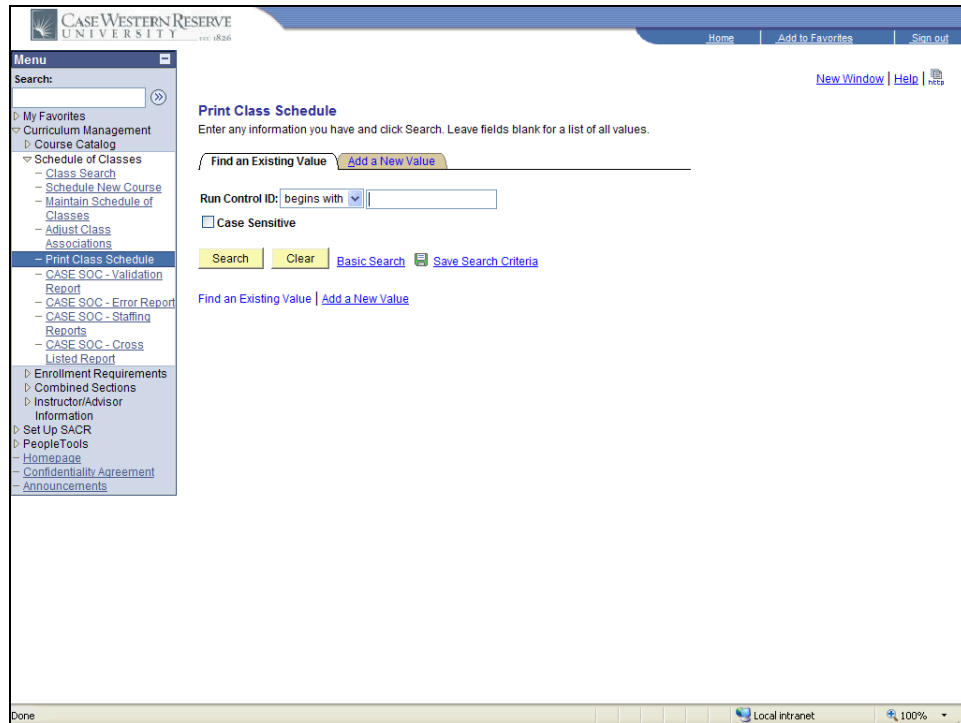 CASE WESTERN RESERVE
UNIVERSITY EST. 1826
Home
Add to Favorites
Sign out
Menu
Search:
New Window | Help | http
My Favorites
Curriculum Management
Course Catalog
Schedule of Classes
– Class Search
– Schedule New Course
– Maintain Schedule of
Classes
– Adjust Class
Associations
– Print Class Schedule
– CASE SOC - Validation
Report
– CASE SOC - Error Report
– CASE SOC - Staffing
Reports
– CASE SOC - Cross
Listed Report
Enrollment Requirements
Combined Sections
Instructor/Advisor
Information
Set Up SACR
PeopleTools
– Homepage
– Confidentiality Agreement
– Announcements
Print Class Schedule
Enter any information you have and click Search. Leave fields blank for a list of all values.
Find an Existing Value
Add a New Value
Run Control ID: begins with
Case Sensitive
Search
Clear
Basic Search
Save Search Criteria
Find an Existing Value | Add a New Value
Done
Local intranet
100%